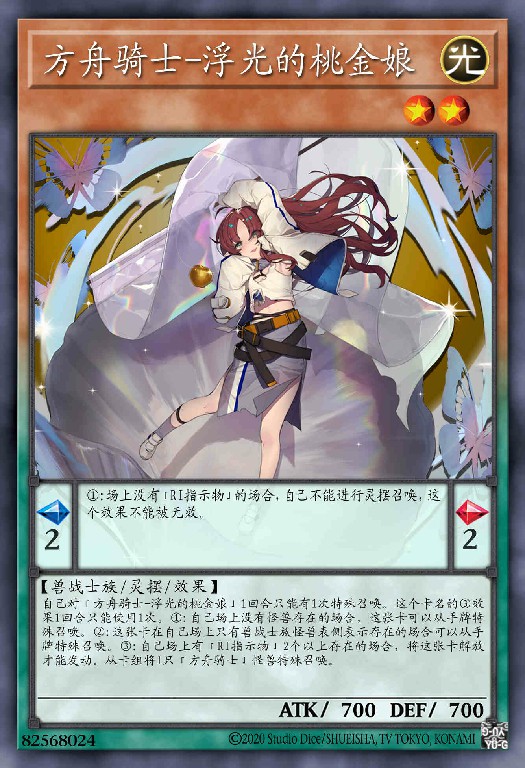 方舟骑士-浮光的桃金娘
光
①:场上没有「RI指示物」的场合,自己不能进行灵摆召唤,这
个效果不能被无效。
2
2
【兽战士族/灵摆/效果】
自己对「方舟骑士-浮光的桃金娘」1回合只能有1次特殊召唤。这个卡名的③效
果1回合只能使用1次。①:自己场上没有怪兽存在的场合,这张卡可以从手牌特
殊召唤。②:这张卡在自己场上只有兽战士族怪兽表侧表示存在的场合可以从手
牌特殊召唤。③:自己场上有「RI指示物」2个以上存在的场合,将这张卡解放
才能发动。从卡组将1只「方舟骑士」怪兽特殊召唤。
ATK/ 700 DEF/ 700
82568024
©2020 Studio Dice/SHUEISHA, TV TOKYO, KONAMI